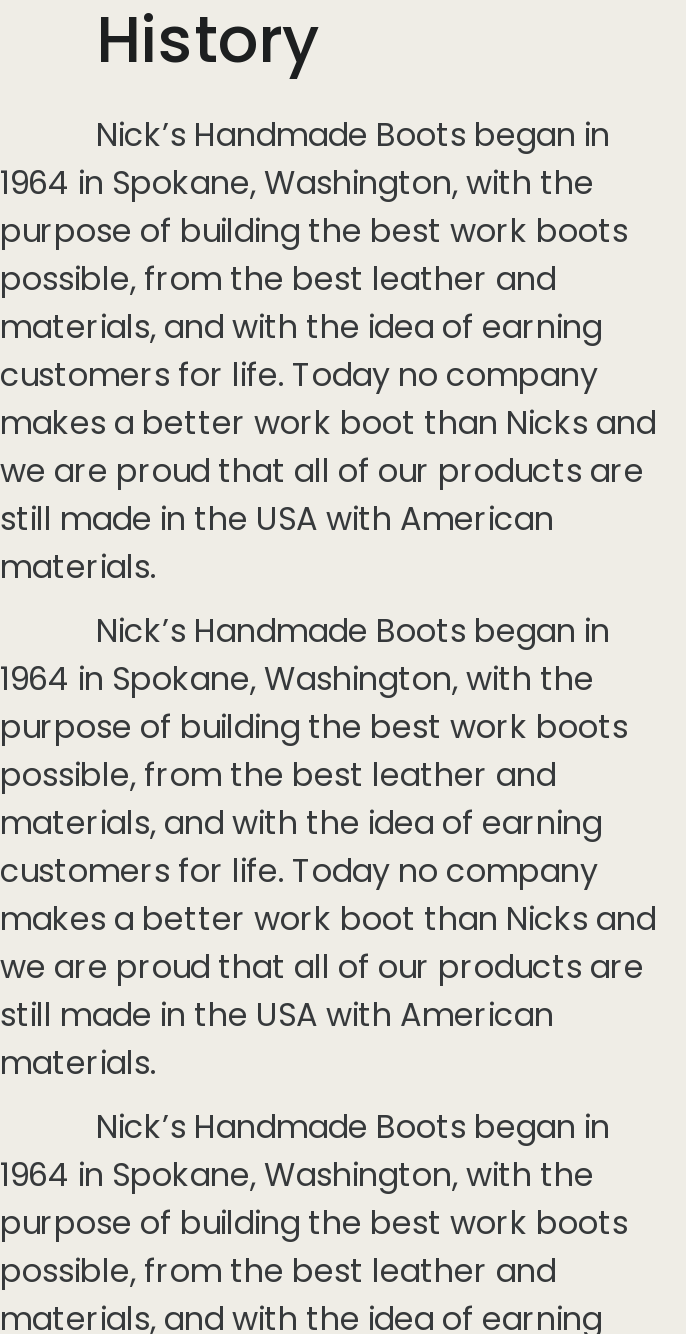 History
Nick’s Handmade Boots began in
1964 in Spokane, Washington, with the
purpose of building the best work boots
possible, from the best leather and
materials, and with the idea of earning
customers for life. Today no company
makes a better work boot than Nicks and
we are proud that all of our products are
still made in the USA with American
materials.
Nick’s Handmade Boots began in
1964 in Spokane, Washington, with the
purpose of building the best work boots
possible, from the best leather and
materials, and with the idea of earning
customers for life. Today no company
makes a better work boot than Nicks and
we are proud that all of our products are
still made in the USA with American
materials.
Nick’s Handmade Boots began in
1964 in Spokane, Washington, with the
purpose of building the best work boots
possible, from the best leather and
materials, and with the idea of earning